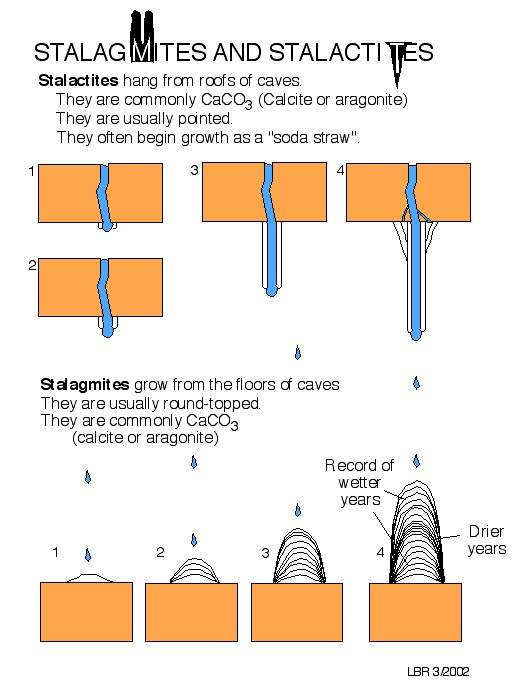 STALAGMITES AND STALACTITES
Stalactites hang from roofs of caves.
They are commonly CaCO3 (Calcite or aragonite)
They are usually pointed.
They often begin growth as a "soda straw".
1
3
4
2
Stalagmites grow from the floors of caves
They are usually round-topped.
They are commonly CaCO3
(calcite or aragonite)
Record of
wetter
years
Drier
years
1
2
3
4
LBR 3/2002